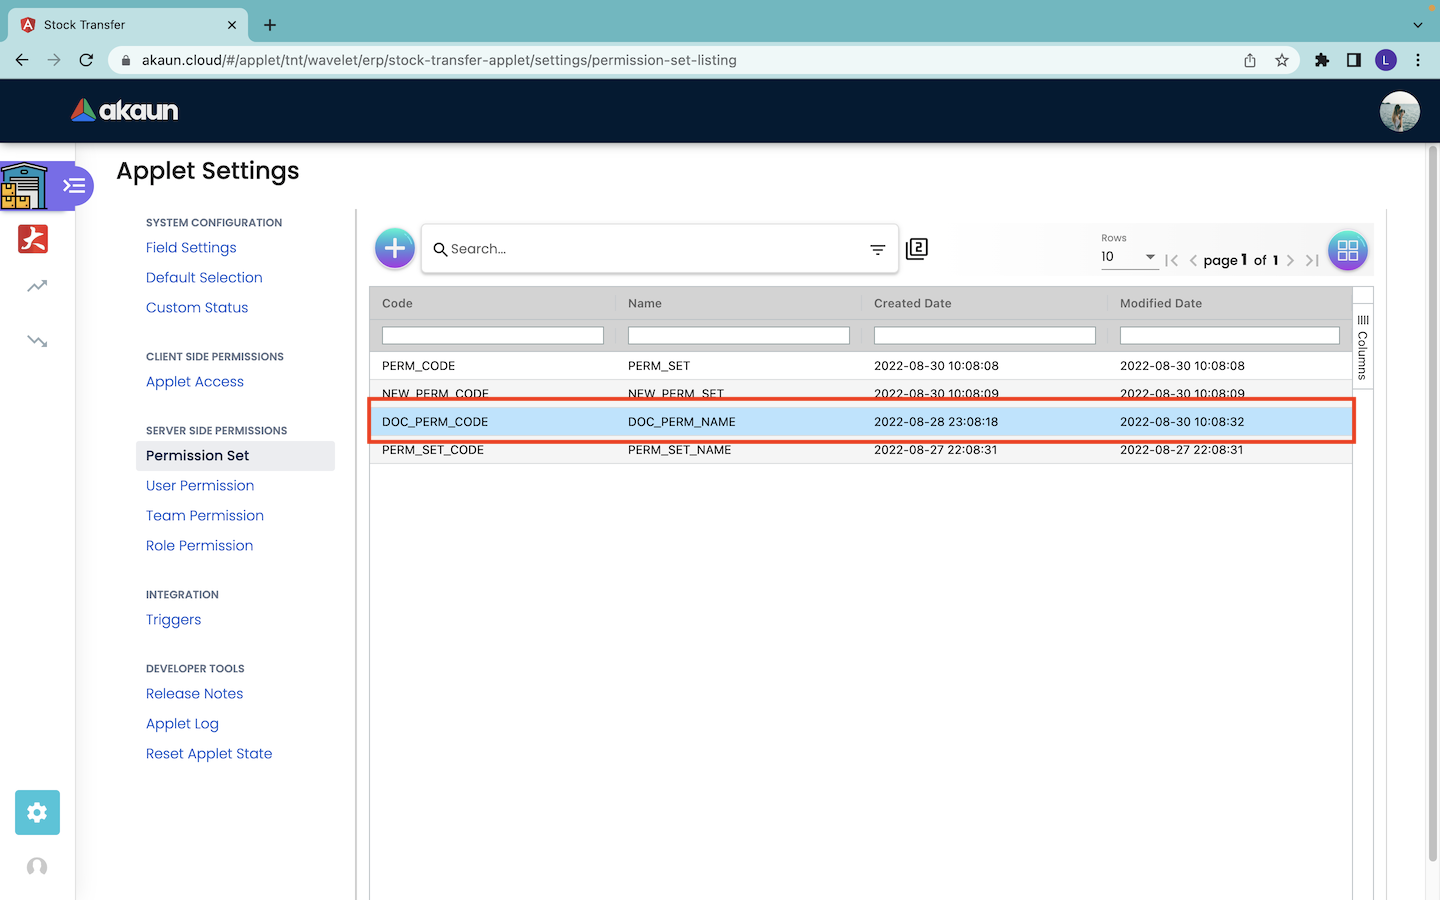 Stock Transfer
akaun.cloud/#/applet/tnt/wavelet/erp/stock-transfer-applet/settings/permission-set-listing
L
akaun
Applet Settings
SYSTEM CONFIGURATION
Field Settings
Default Selection
Custom Status
CLIENT SIDE PERMISSIONS
Applet Access
SERVER SIDE PERMISSIONS
Permission Set
User Permission
Team Permission
Role Permission
INTEGRATION
Triggers
DEVELOPER TOOLS
Release Notes
Applet Log
Reset Applet State
Search...
2
Rows
10
page 1 of 1
Code Name Created Date Modified Date
PERM_CODE PERM_SET 2022-08-30 10:08:08 2022-08-30 10:08:08
NEW_PERM_CODE NEW_PERM_SET 2022-08-30 10:08:09 2022-08-30 10:08:09
DOC_PERM_CODE DOC_PERM_NAME 2022-08-28 23:08:18 2022-08-30 10:08:32
PERM_SET_CODE PERM_SET_NAME 2022-08-27 22:08:31 2022-08-27 22:08:31
Columns